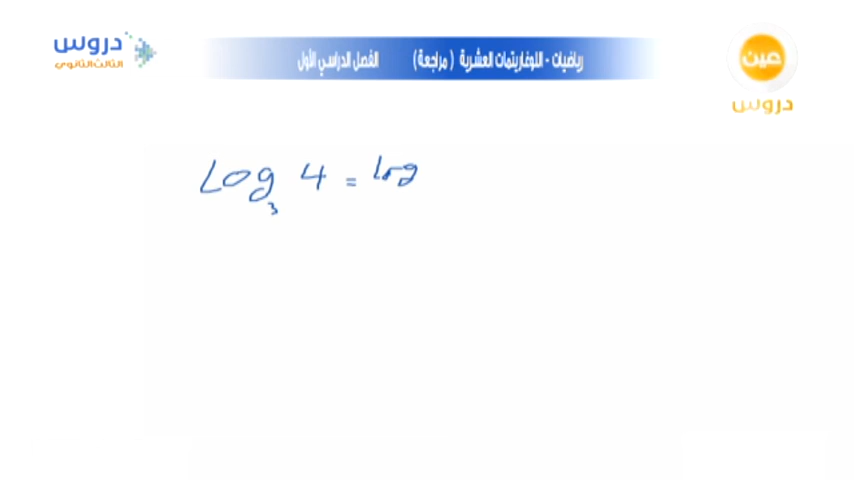 دروس
الثالث الثانوي
رياضيات - اللوغاريتمات العشرية ( مراجعة ) الفصل الدراسي الأول
عين
دروس
Log₃ 4 = log